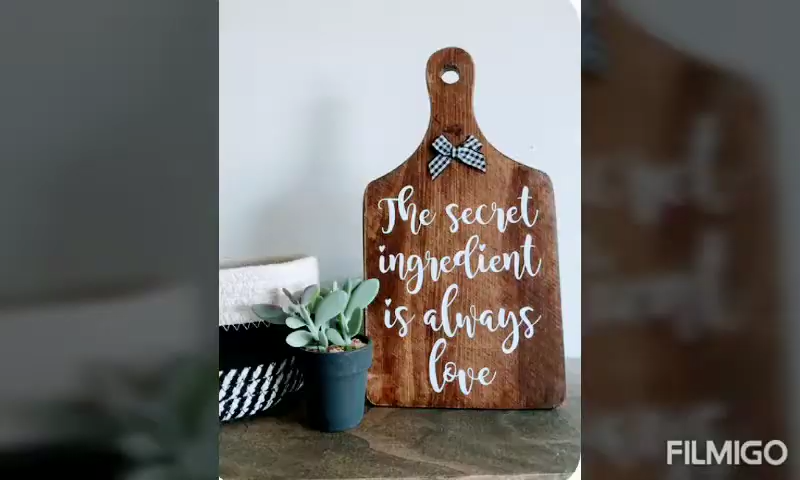 The secret
ingredient
is always
love
FILMIGO